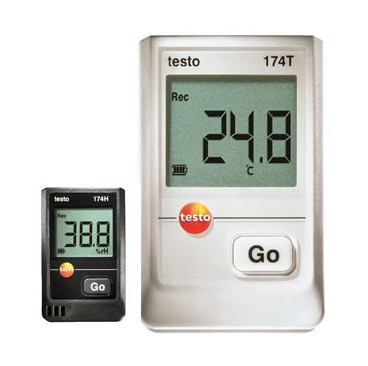 testo 174T
Rec
24.8
°C
testo
Go
testo 174H
Rec
38.8
%rH
testo
Go